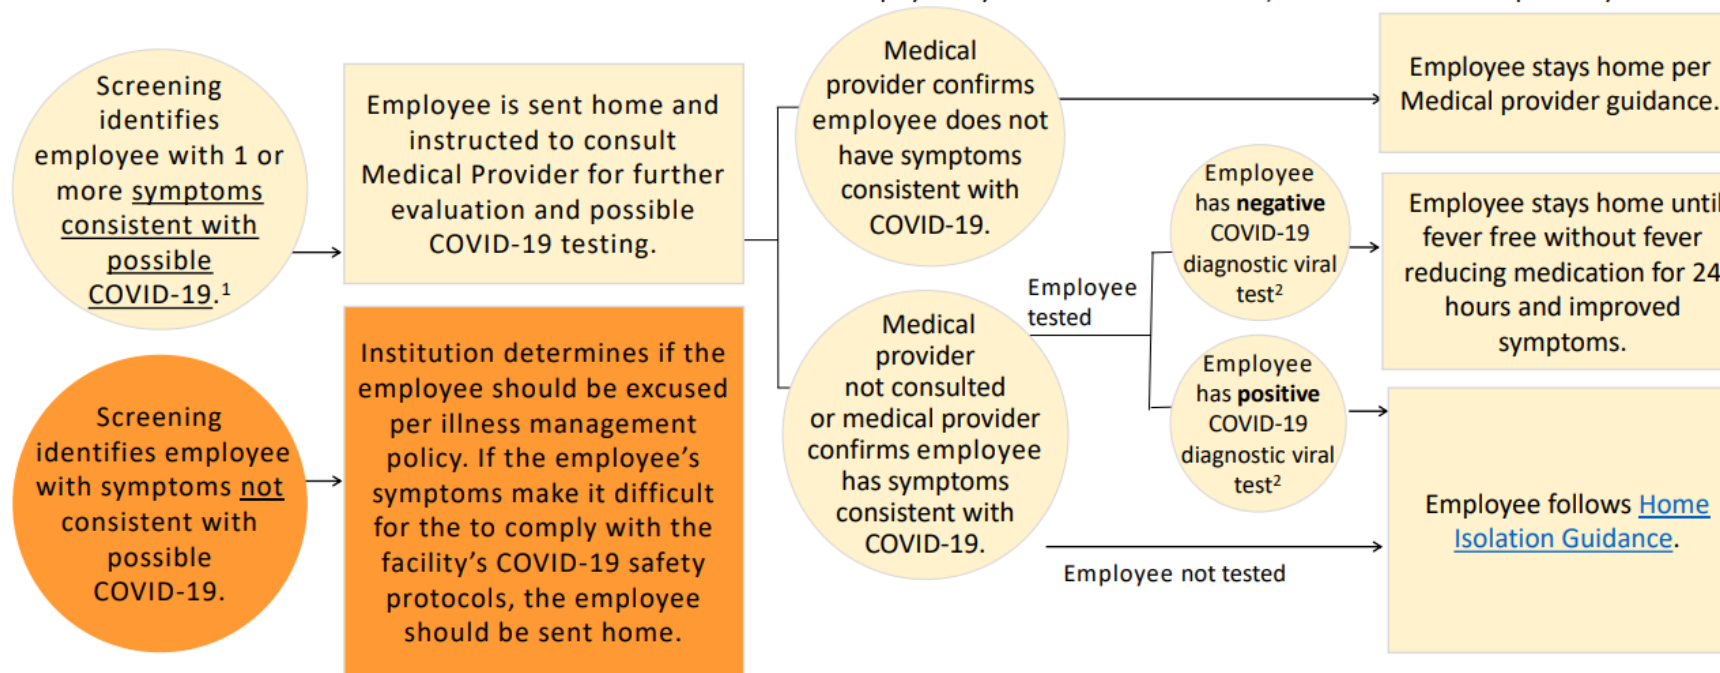 Screening
identifies
employee with 1 or
more symptoms
consistent with
possible
COVID-19.¹
Employee is sent home and
instructed to consult
Medical Provider for further
evaluation and possible
COVID-19 testing.
Medical
provider confirms
employee does not
have symptoms
consistent with
COVID-19.
Employee stays home per
Medical provider guidance.
Medical
provider
not consulted
or medical provider
confirms employee
has symptoms
consistent with
COVID-19.
Employee
tested
Employee
has negative
COVID-19
diagnostic viral
test²
Employee stays home until
fever free without fever
reducing medication for 24
hours and improved
symptoms.
Employee
has positive
COVID-19
diagnostic viral
test²
Employee not tested
Employee follows Home
Isolation Guidance.
Screening
identifies employee
with symptoms not
consistent with
possible
COVID-19.
Institution determines if the
employee should be excused
per illness management
policy. If the employee’s
symptoms make it difficult
for the to comply with the
facility’s COVID-19 safety
protocols, the employee
should be sent home.